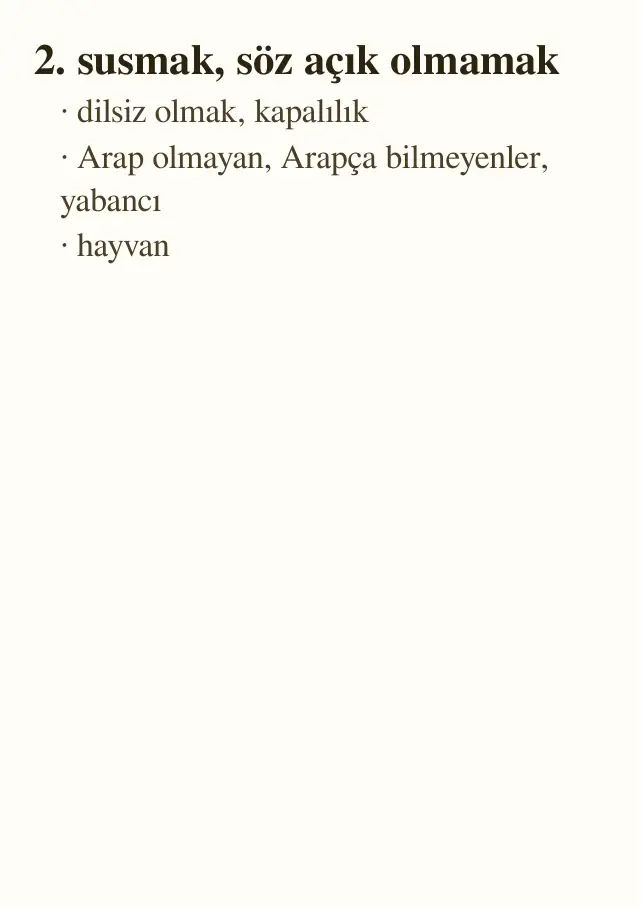 2. susmak, söz açık olmamak
· dilsiz olmak, kapalılık
· Arap olmayan, Arapça bilmeyenler,
yabancı
· hayvan